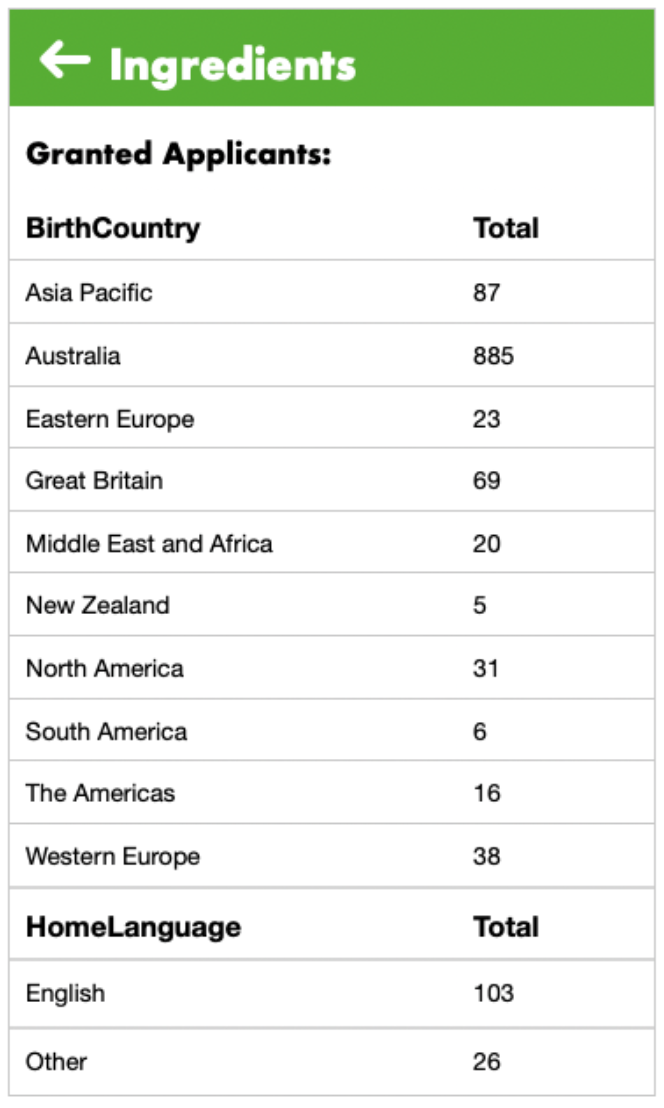 ← Ingredients
Granted Applicants:
BirthCountry Total
Asia Pacific 87
Australia 885
Eastern Europe 23
Great Britain 69
Middle East and Africa 20
New Zealand 5
North America 31
South America 6
The Americas 16
Western Europe 38
HomeLanguage Total
English 103
Other 26